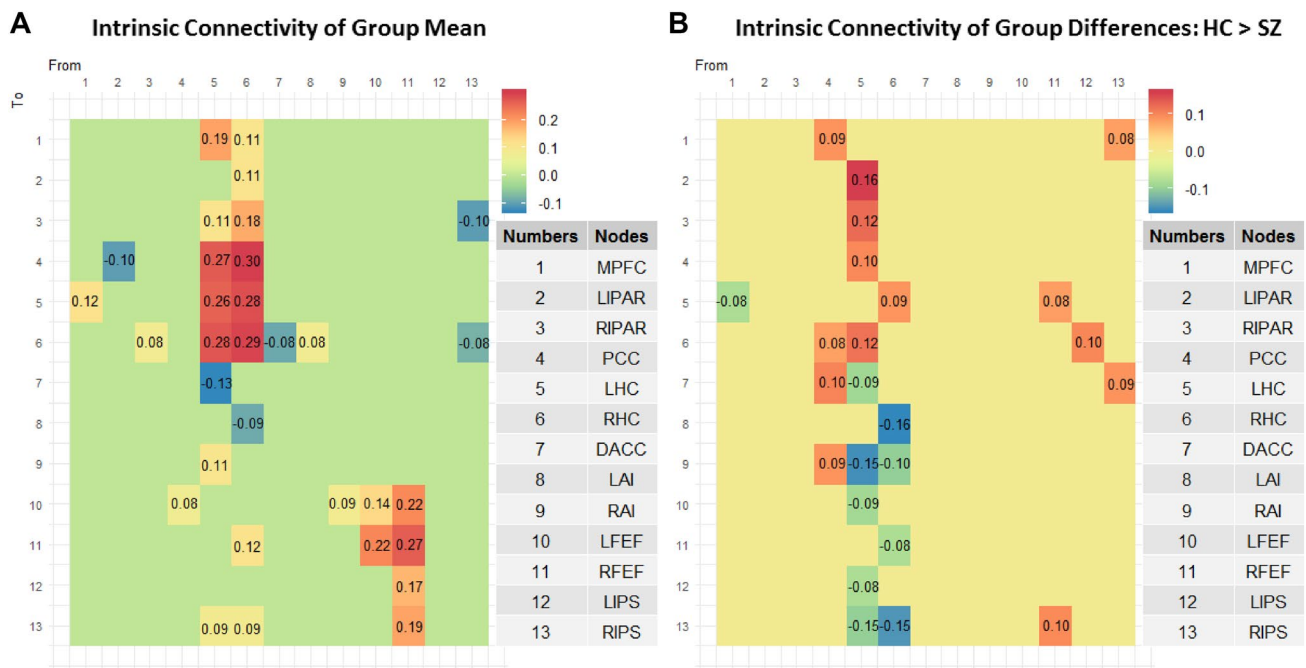 A Intrinsic Connectivity of Group Mean
From
1 2 3 4 5 6 7 8 9 10 11 12 13
To
1 0.19 0.11
2 0.11
3 0.11 0.18 -0.10
4 -0.10 0.27 0.30
5 0.12 0.26 0.28
6 0.08 0.28 0.29 -0.08 0.08 -0.08
7 -0.13
8 -0.09
9 0.11
10 0.08 0.09 0.14 0.22
11 0.12 0.22 0.27
12 0.17
13 0.09 0.09 0.19
0.2
0.1
0.0
-0.1
Numbers Nodes
1 MPFC
2 LIPAR
3 RIPAR
4 PCC
5 LHC
6 RHC
7 DACC
8 LAI
9 RAI
10 LFEF
11 RFEF
12 LIPS
13 RIPS
B Intrinsic Connectivity of Group Differences: HC > SZ
From
1 2 3 4 5 6 7 8 9 10 11 12 13
1 0.09 0.08
2 0.16
3 0.12
4 0.10
5 -0.08 0.09 0.08
6 0.08 0.12 0.10
7 0.10 -0.09 0.09
8 -0.16
9 0.09 -0.15 -0.10
10 -0.09
11 -0.08
12 -0.08
13 -0.15 -0.15 0.10
0.1
0.0
-0.1
Numbers Nodes
1 MPFC
2 LIPAR
3 RIPAR
4 PCC
5 LHC
6 RHC
7 DACC
8 LAI
9 RAI
10 LFEF
11 RFEF
12 LIPS
13 RIPS